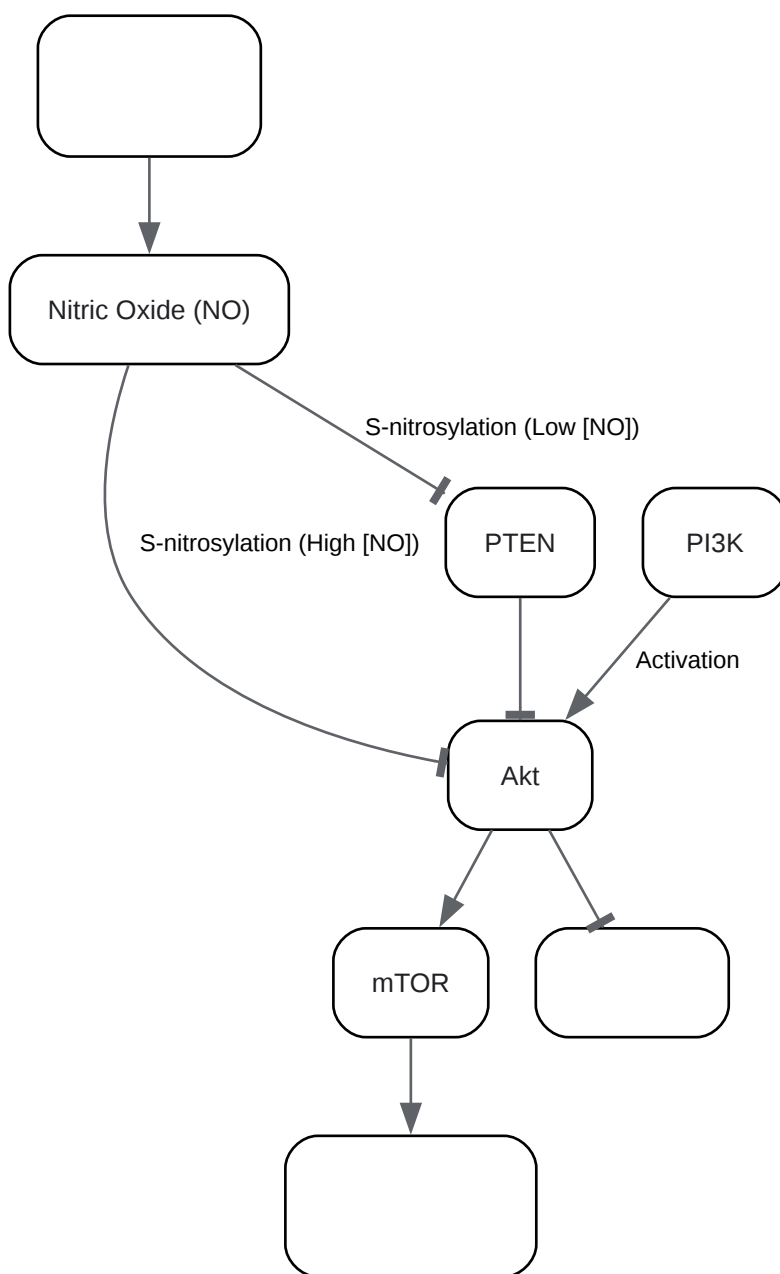 Nitric Oxide (NO)
S-nitrosylation (Low [NO])
S-nitrosylation (High [NO])
PTEN
PI3K
Activation
Akt
mTOR